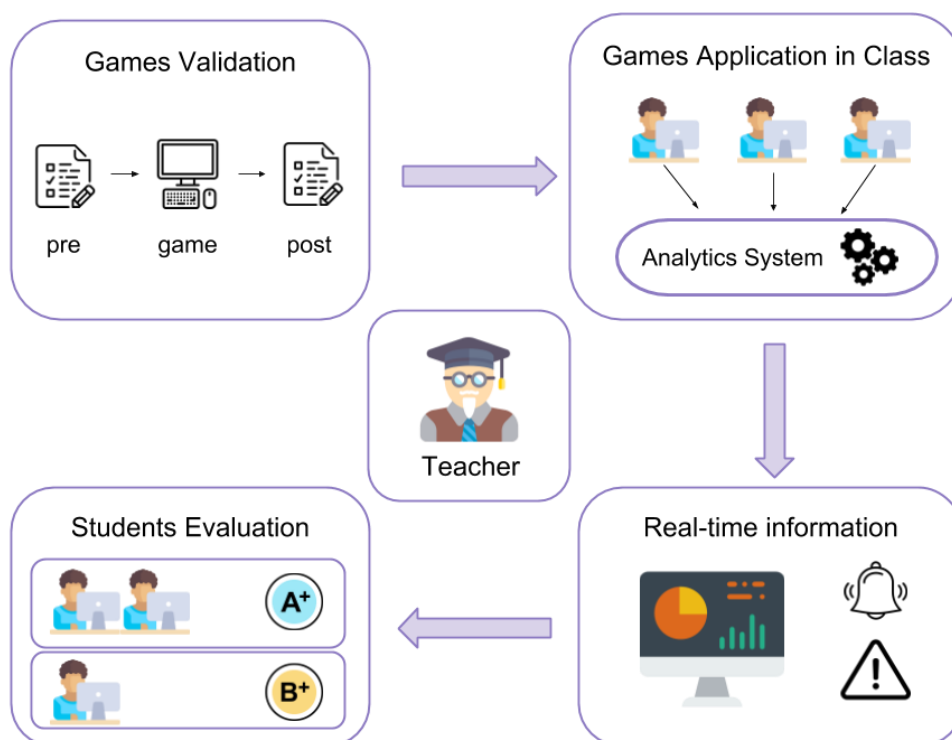 Games Validation
pre
game
post
Games Application in Class
Analytics System
Teacher
Students Evaluation
A+
B+
Real-time information